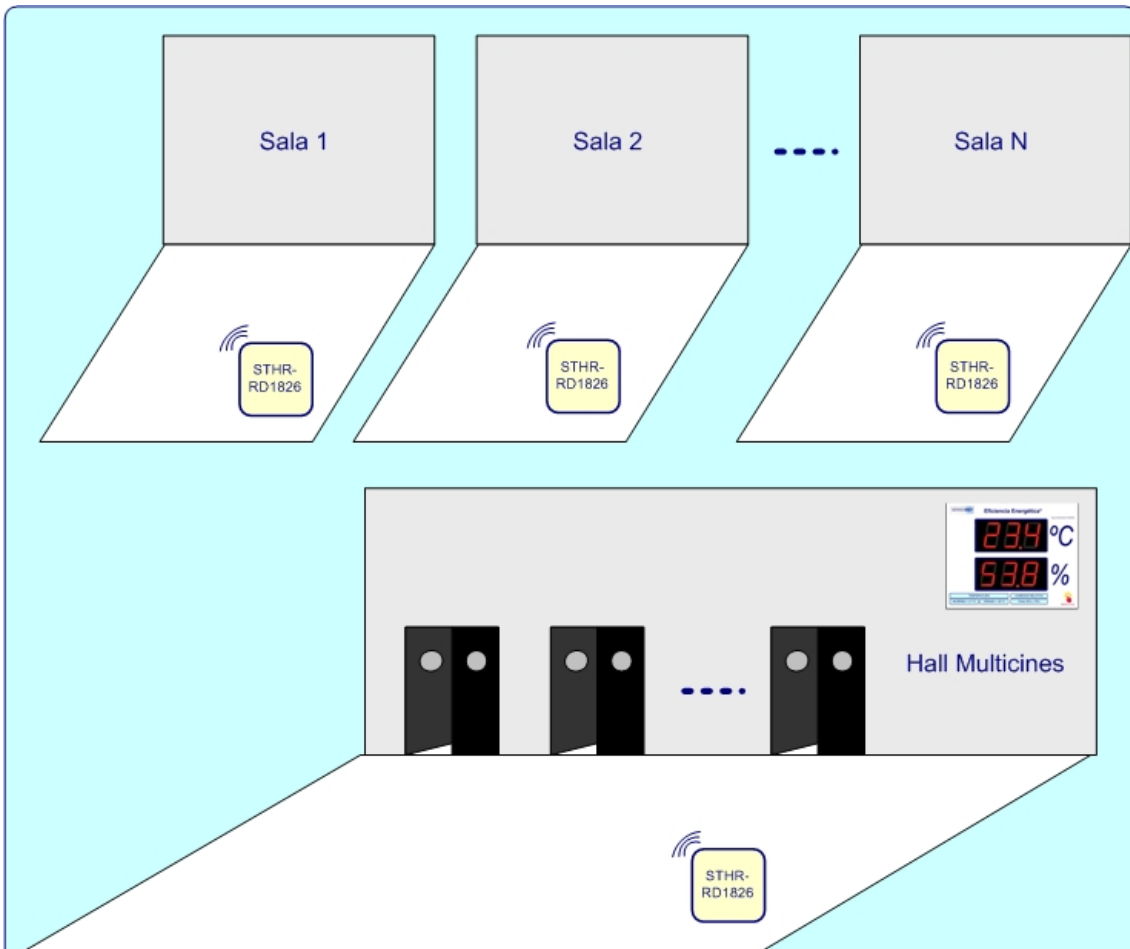 Sala 1
Sala 2
Sala N
STHR-
RD1826
STHR-
RD1826
STHR-
RD1826
Eficiencia Energética*
23.4 ºC
53.8 %
Hall Multicines
STHR-
RD1826